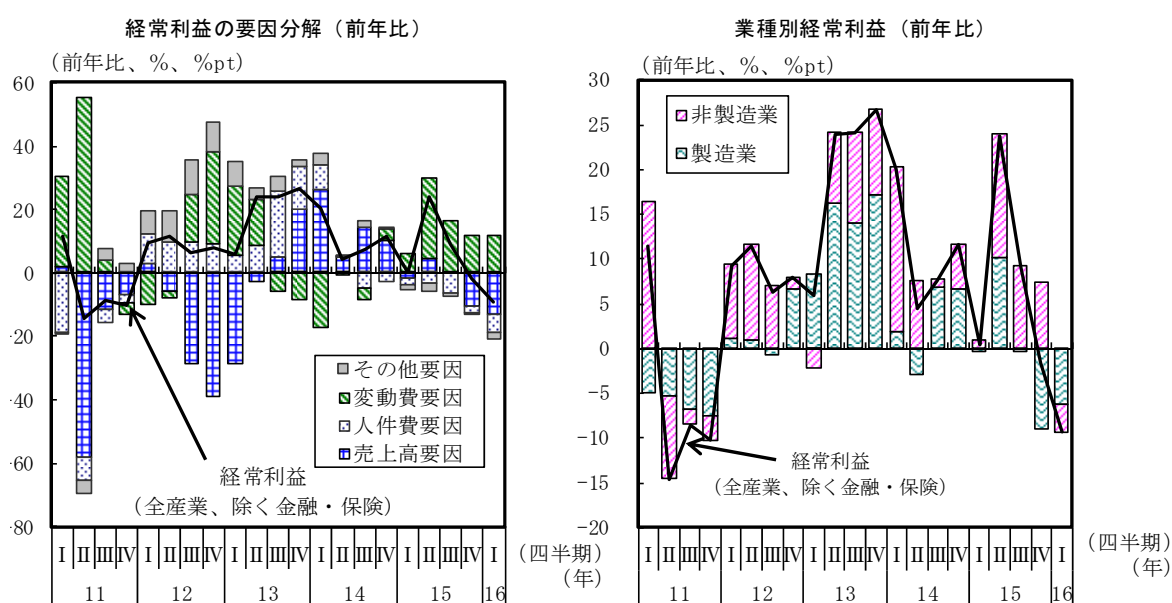 経常利益の要因分解（前年比）
（前年比、％、％pt）
60
40
20
0
-20
-40
-60
-80
その他要因
変動費要因
人件費要因
売上高要因
経常利益
（全産業、除く金融・保険）
Ⅰ Ⅱ Ⅲ Ⅳ Ⅰ Ⅱ Ⅲ Ⅳ Ⅰ Ⅱ Ⅲ Ⅳ Ⅰ Ⅱ Ⅲ Ⅳ Ⅰ Ⅱ Ⅲ Ⅳ Ⅰ
（四半期）
11 12 13 14 15 16
（年）
業種別経常利益（前年比）
（前年比、％、％pt）
30
25
20
15
10
5
0
-5
-10
-15
-20
非製造業
製造業
経常利益
（全産業、除く金融・保険）
Ⅰ Ⅱ Ⅲ Ⅳ Ⅰ Ⅱ Ⅲ Ⅳ Ⅰ Ⅱ Ⅲ Ⅳ Ⅰ Ⅱ Ⅲ Ⅳ Ⅰ Ⅱ Ⅲ Ⅳ Ⅰ
（四半期）
11 12 13 14 15 16
（年）